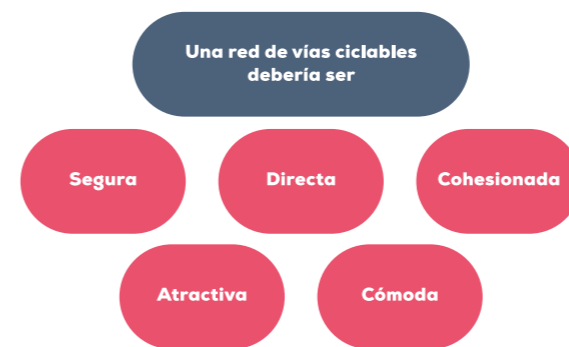 Una red de vías ciclables
debería ser
Segura
Directa
Cohesionada
Atractiva
Cómoda